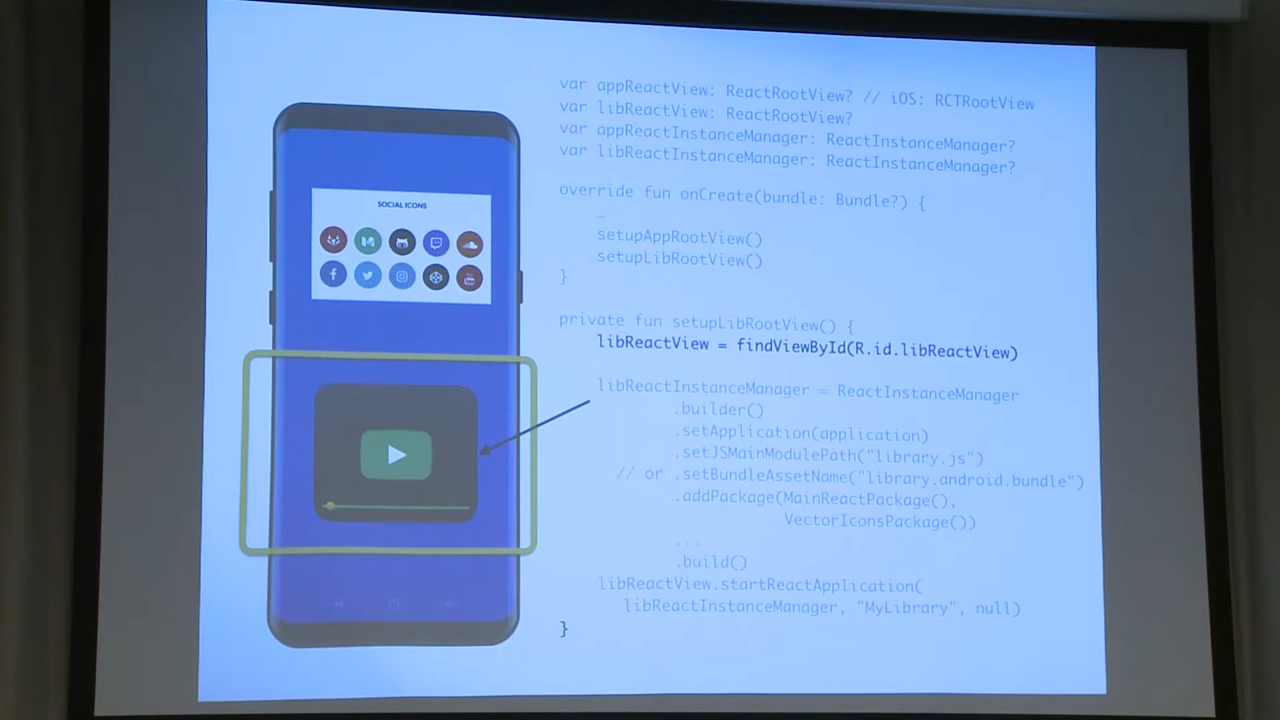 var appReactView: ReactRootView? // iOS: RCTRootView
var libReactView: ReactRootView?
var appReactInstanceManager: ReactInstanceManager?
var libReactInstanceManager: ReactInstanceManager?
override fun onCreate(bundle: Bundle?) {
…
setupAppRootView()
setupLibRootView()
}
private fun setupLibRootView() {
libReactView = findViewById(R.id.libReactView)
libReactInstanceManager = ReactInstanceManager
.builder()
.setApplication(application)
.setJSMainModulePath("library.js")
// or .setBundleAssetName("library.android.bundle")
.addPackage(MainReactPackage(),
VectorIconsPackage())
...
.build()
libReactView.startReactApplication(
libReactInstanceManager, "MyLibrary", null)
}
SOCIAL ICONS